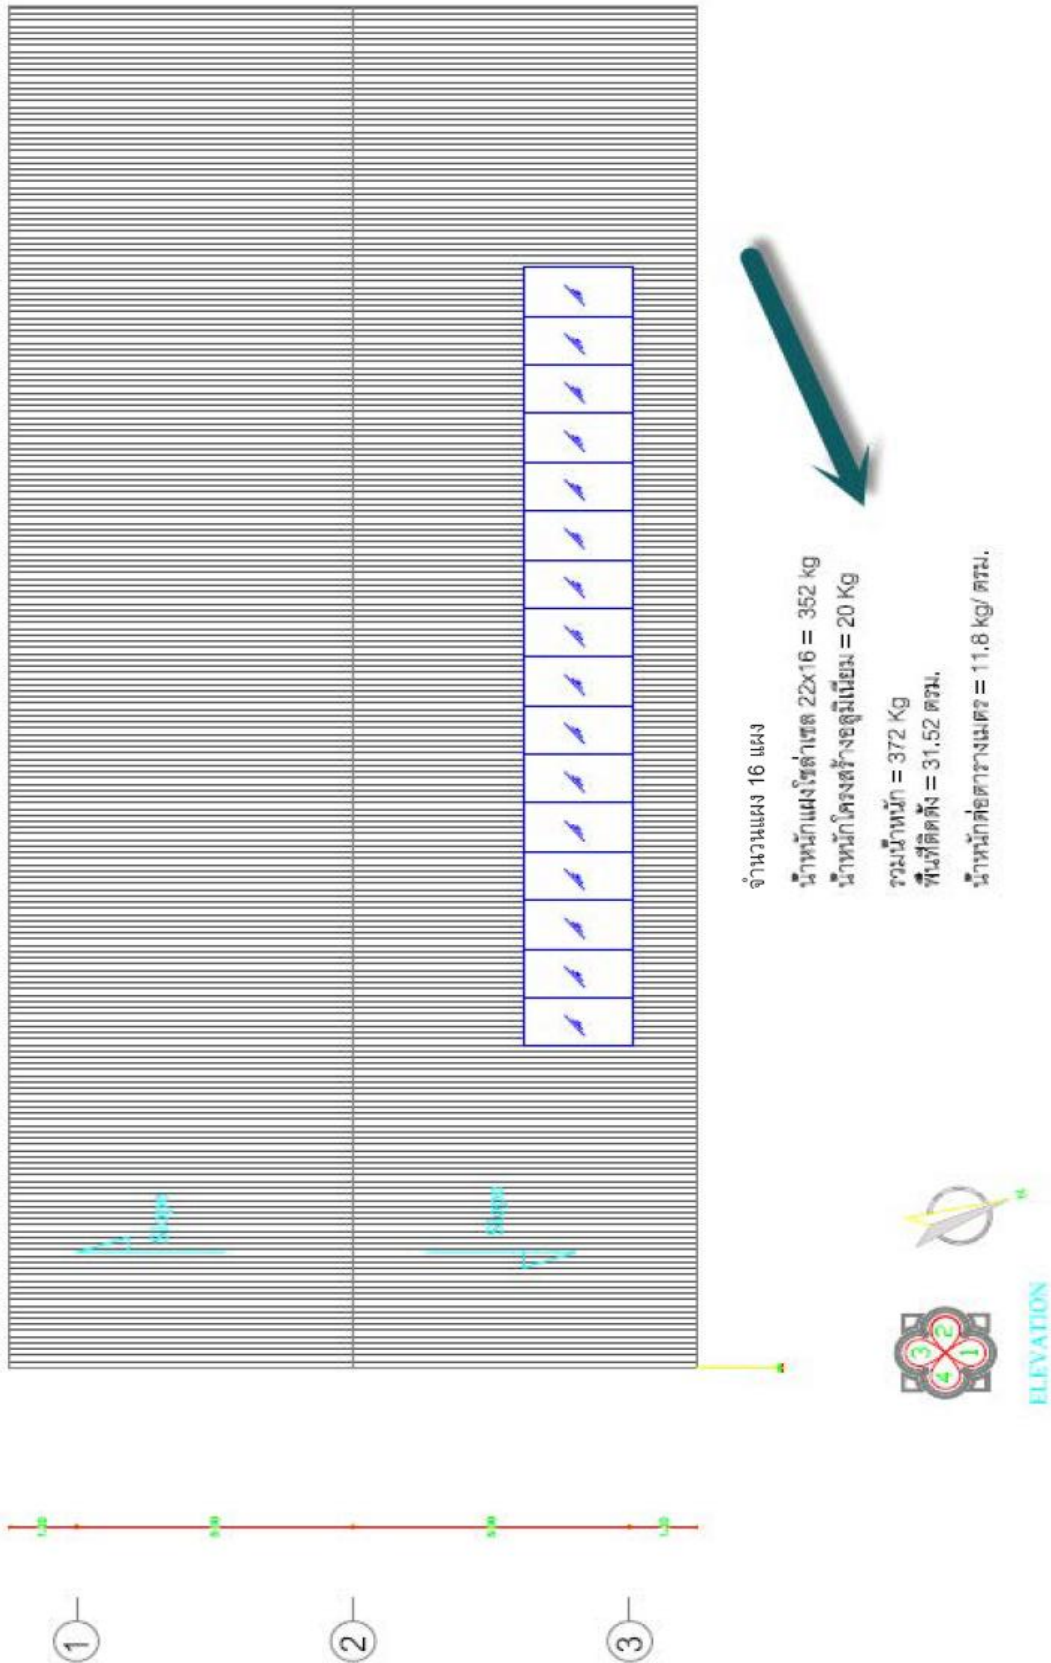 จำนวนแผง 16 แผง
น้ำหนักแผงโซล่าเซล 22x16 = 352 kg
น้ำหนักโครงสร้างอลูมิเนียม = 20 Kg
รวมน้ำหนัก = 372 Kg
พื้นที่ติดตั้ง = 31.52 ตรม.
น้ำหนักต่อตารางเมตร = 11.8 kg/ ตรม.
Slope
Slope
1
2
3
3
2
4
1
ELEVATION